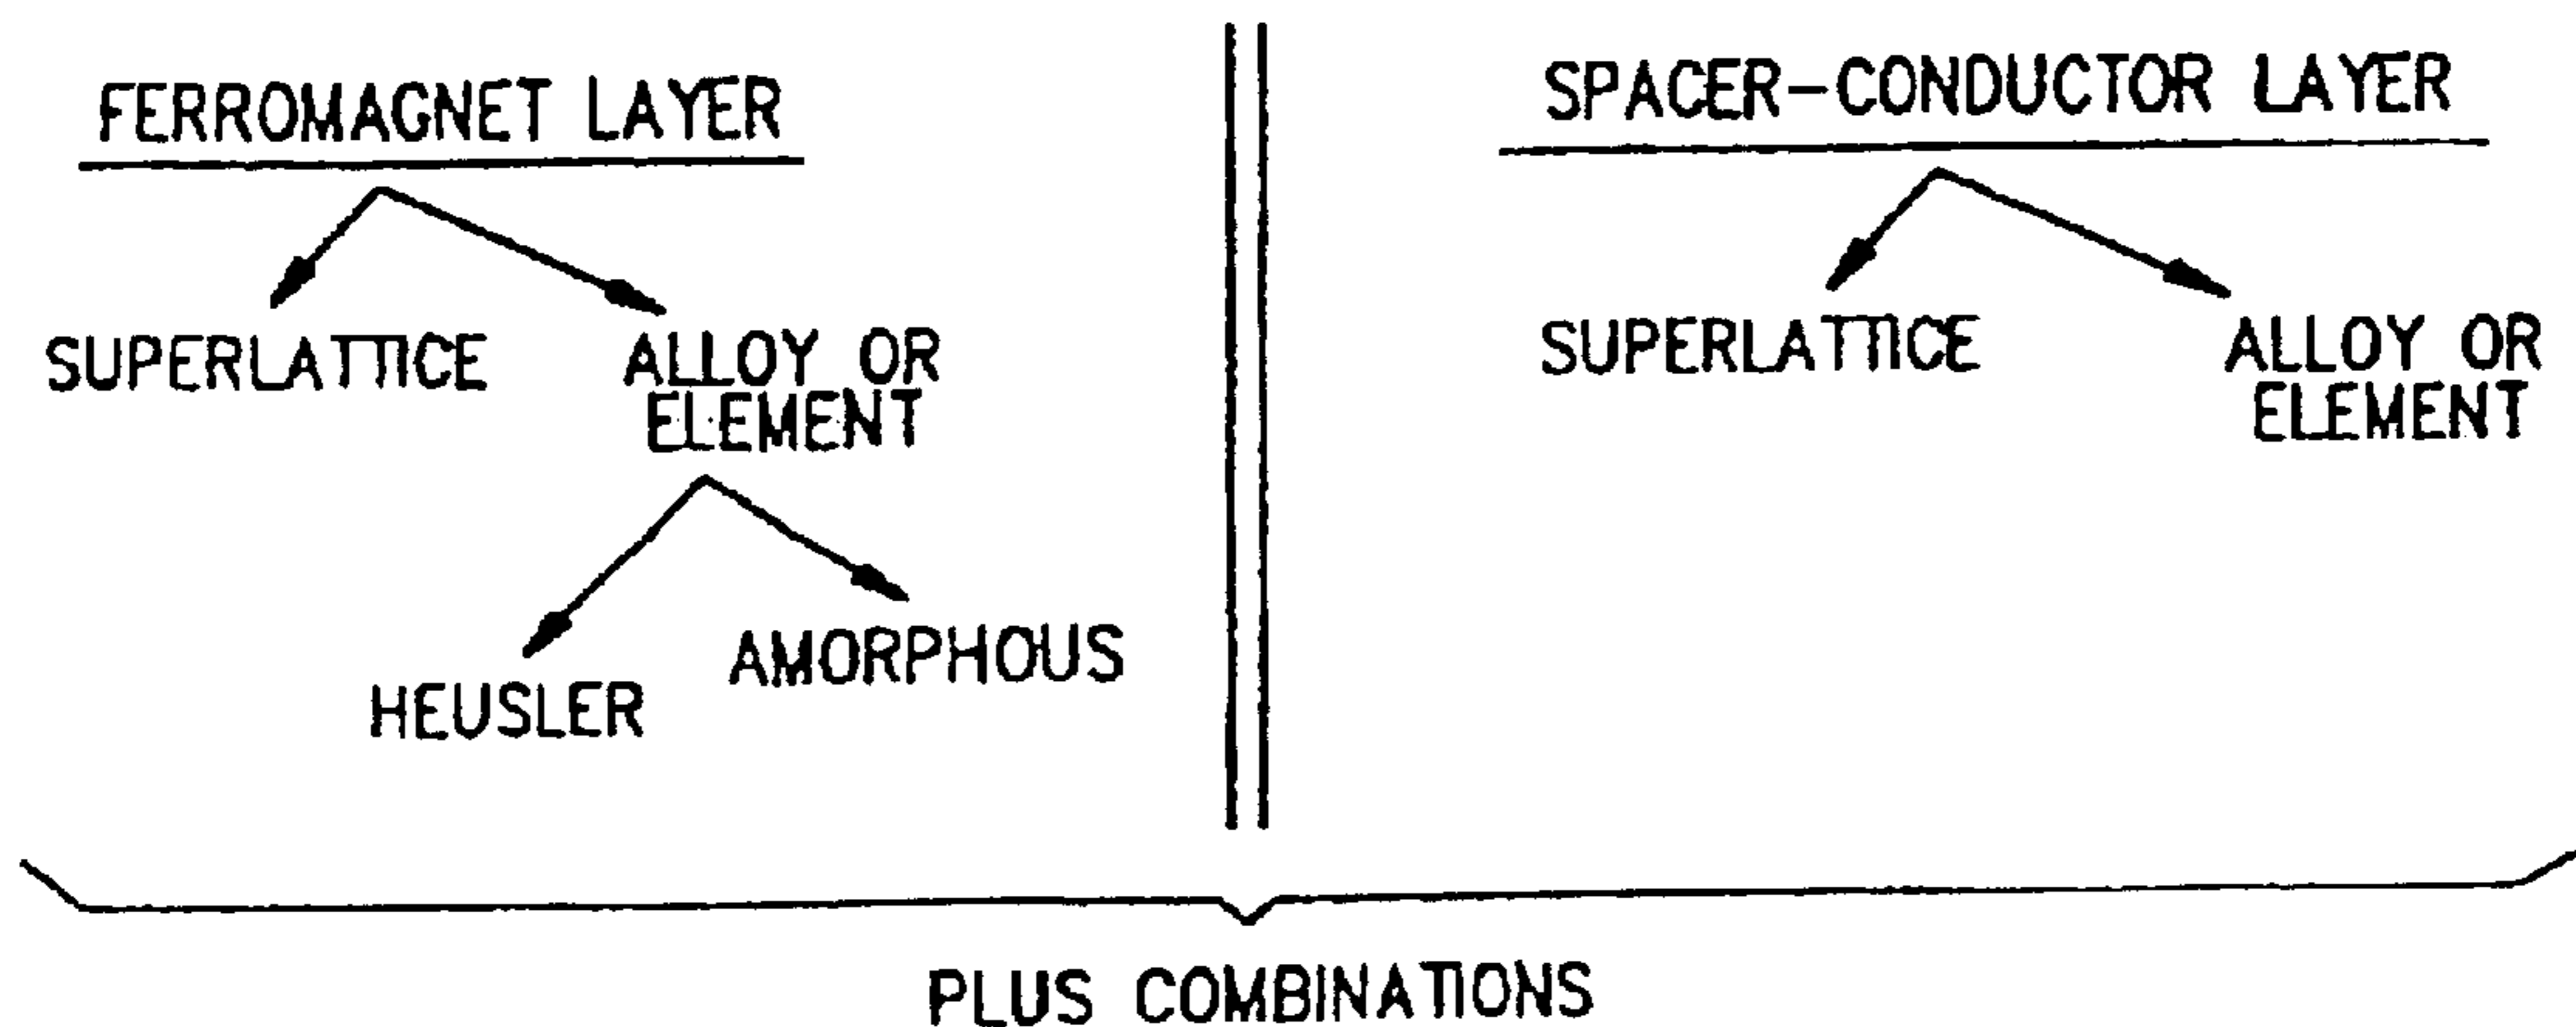 FERROMAGNET LAYER
SUPERLATTICE
ALLOY OR
ELEMENT
HEUSLER
AMORPHOUS
SPACER-CONDUCTOR LAYER
SUPERLATTICE
ALLOY OR
ELEMENT
PLUS COMBINATIONS